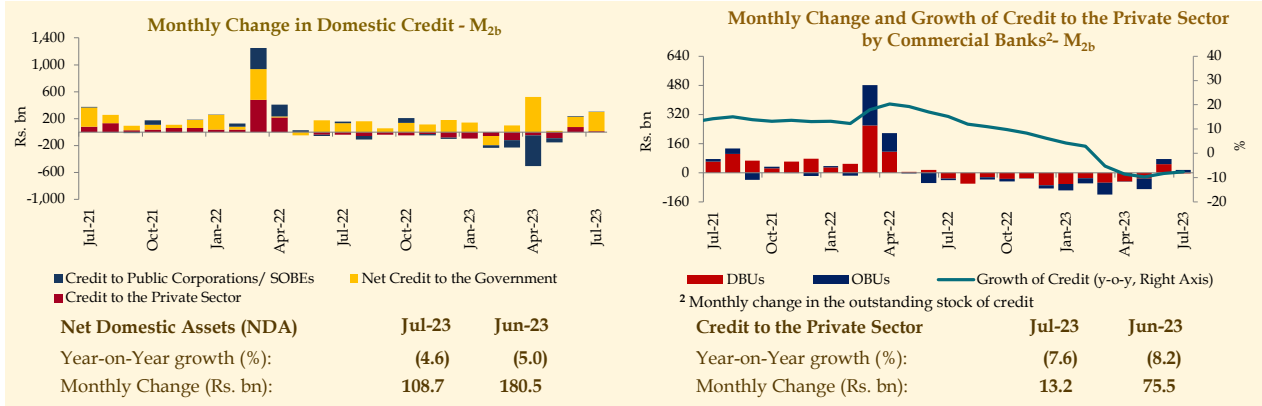 Monthly Change in Domestic Credit - M2b
1,400
1,000
600
200
-200
-600
-1,000
Rs. bn
Jul-21
Oct-21
Jan-22
Apr-22
Jul-22
Oct-22
Jan-23
Apr-23
Jul-23
Credit to Public Corporations/ SOBEs
Net Credit to the Government
Credit to the Private Sector
Net Domestic Assets (NDA) Jul-23 Jun-23
Year-on-Year growth (%): (4.6) (5.0)
Monthly Change (Rs. bn): 108.7 180.5
Monthly Change and Growth of Credit to the Private Sector
by Commercial Banks²- M2b
640
480
320
160
0
-160
Rs. bn
40
30
20
10
0
-10
-20
%
Jul-21
Oct-21
Jan-22
Apr-22
Jul-22
Oct-22
Jan-23
Apr-23
Jul-23
DBUs
OBUs
Growth of Credit (y-o-y, Right Axis)
² Monthly change in the outstanding stock of credit
Credit to the Private Sector Jul-23 Jun-23
Year-on-Year growth (%): (7.6) (8.2)
Monthly Change (Rs. bn): 13.2 75.5